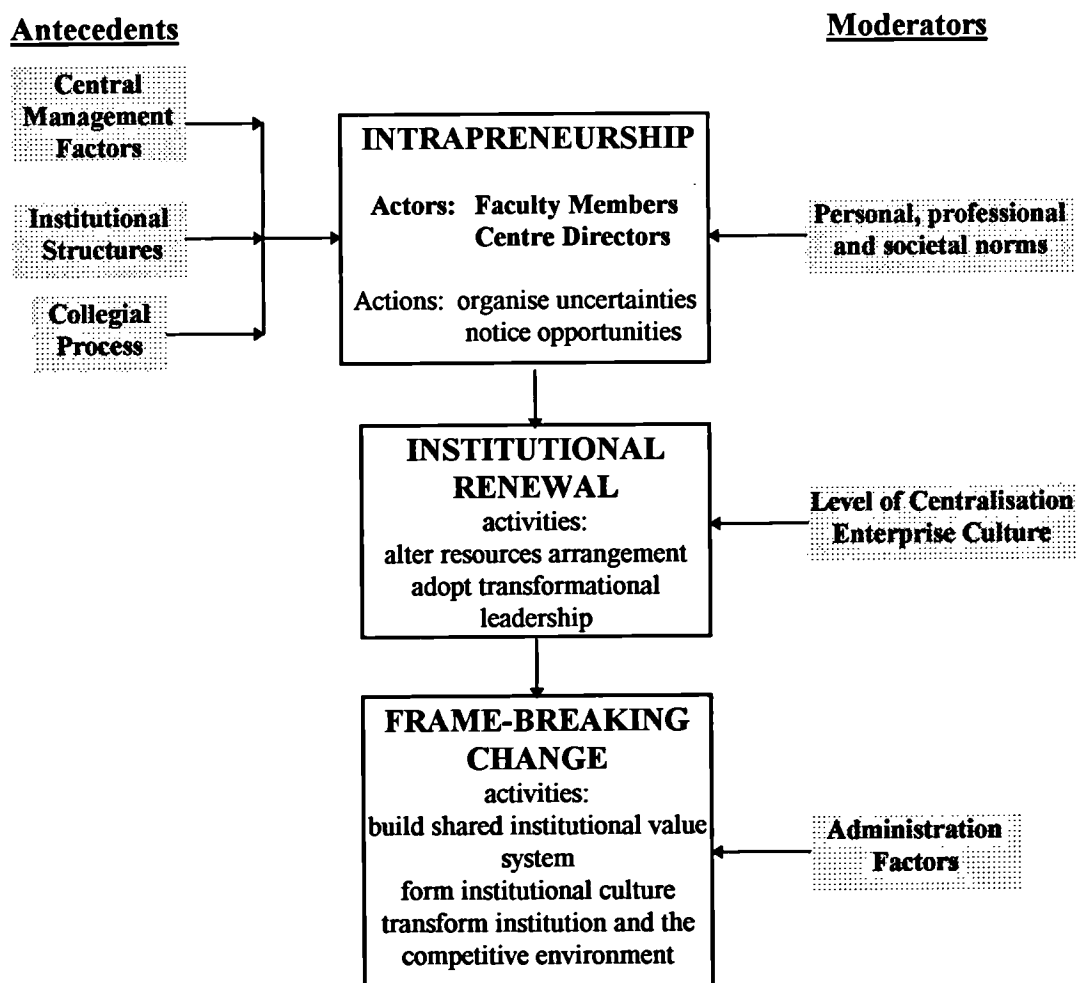 Antecedents
Moderators
Central
Management
Factors
Institutional
Structures
Collegial
Process
INTRAPRENEURSHIP
Actors: Faculty Members
Centre Directors
Actions: organise uncertainties
notice opportunities
Personal, professional
and societal norms
INSTITUTIONAL
RENEWAL
activities:
alter resources arrangement
adopt transformational
leadership
Level of Centralisation
Enterprise Culture
FRAME-BREAKING
CHANGE
activities:
build shared institutional value
system
form institutional culture
transform institution and the
competitive environment
Administration
Factors